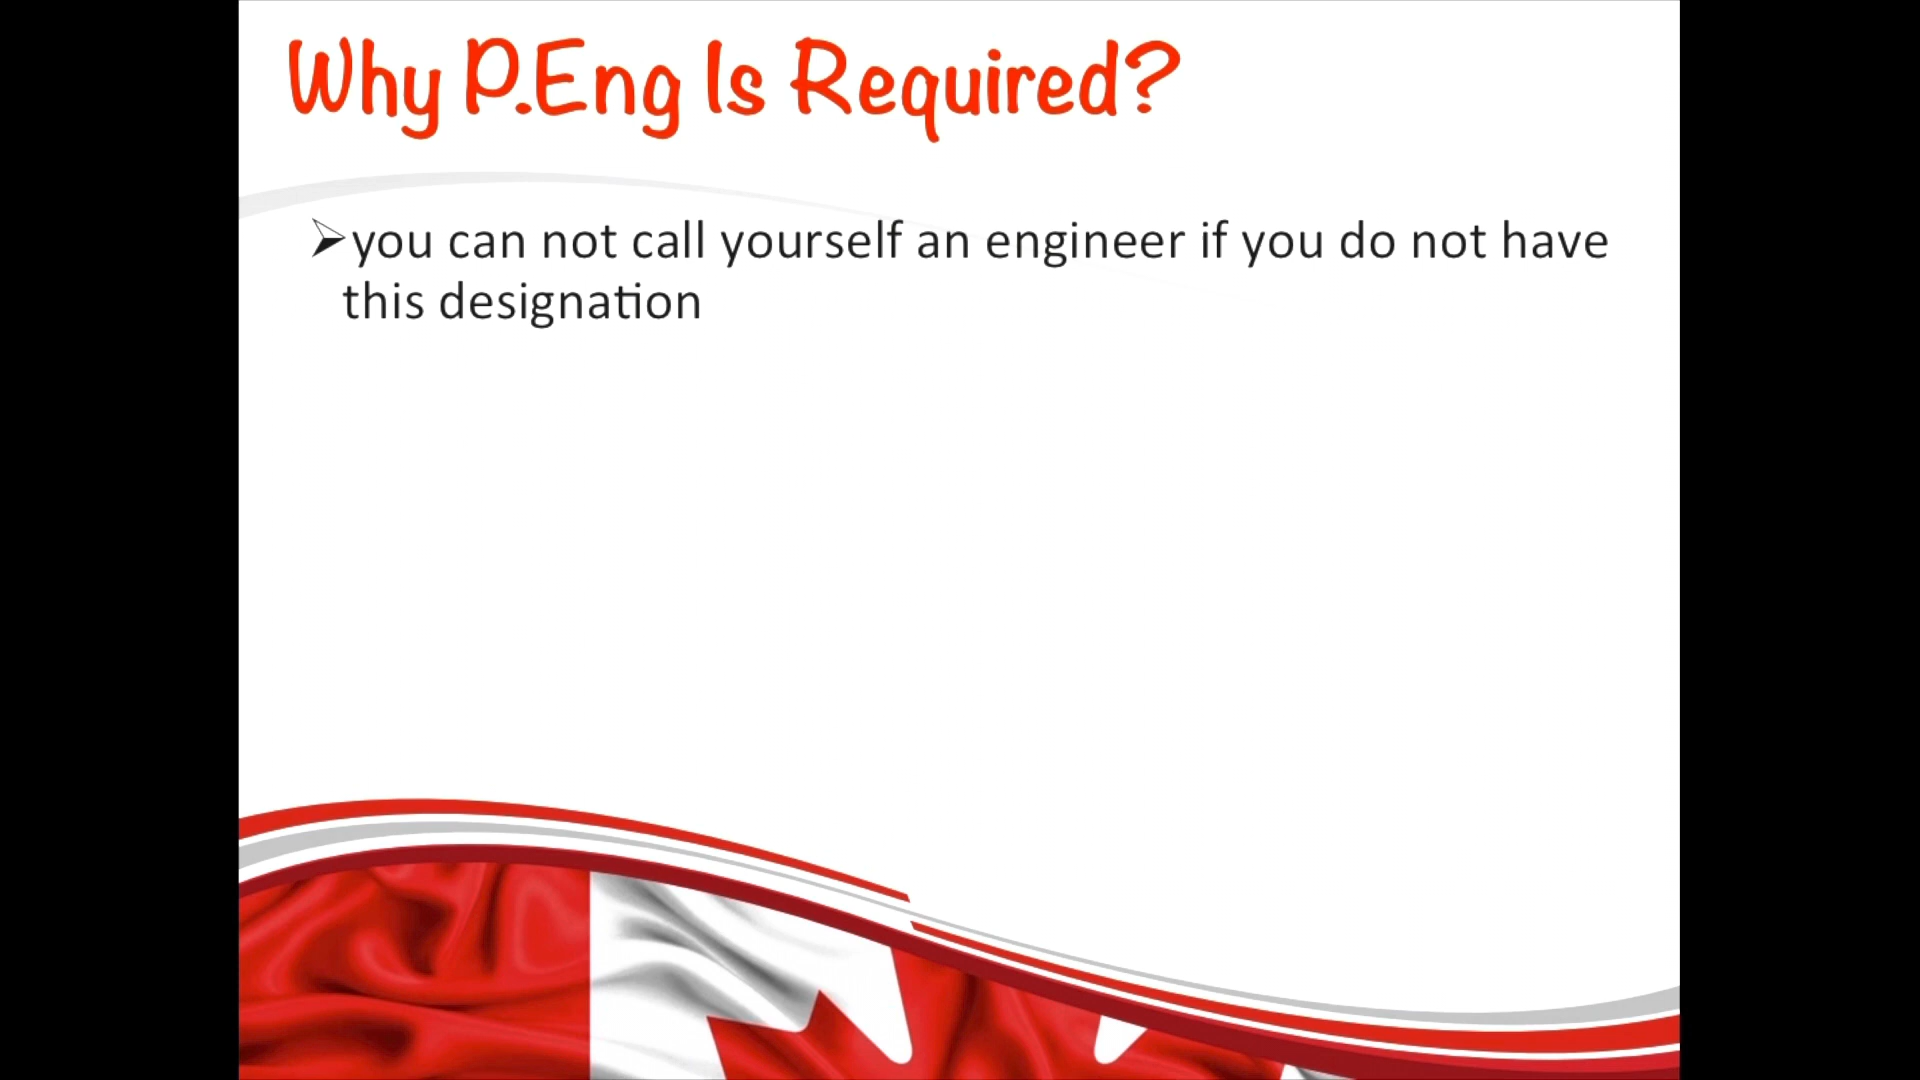 Why P.Eng Is Required?
➢you can not call yourself an engineer if you do not have
this designation